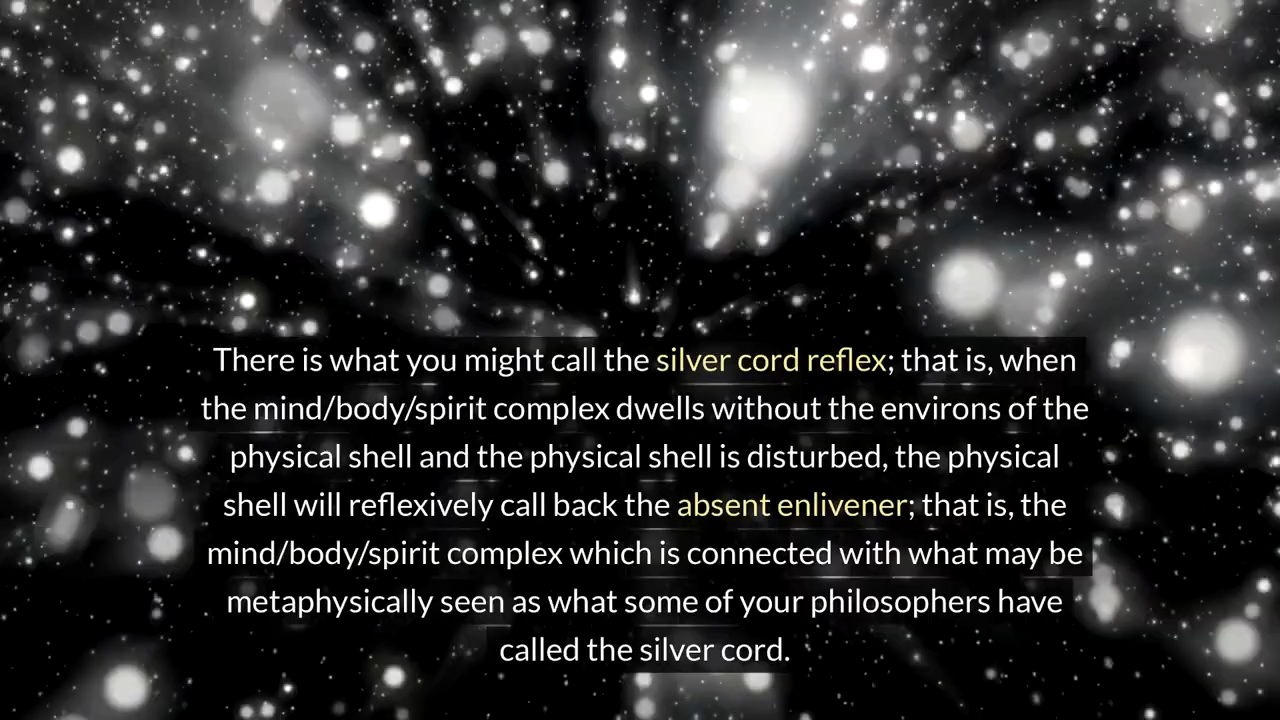 There is what you might call the silver cord reflex; that is, when
the mind/body/spirit complex dwells without the environs of the
physical shell and the physical shell is disturbed, the physical
shell will reflexively call back the absent enlivener; that is, the
mind/body/spirit complex which is connected with what may be
metaphysically seen as what some of your philosophers have
called the silver cord.